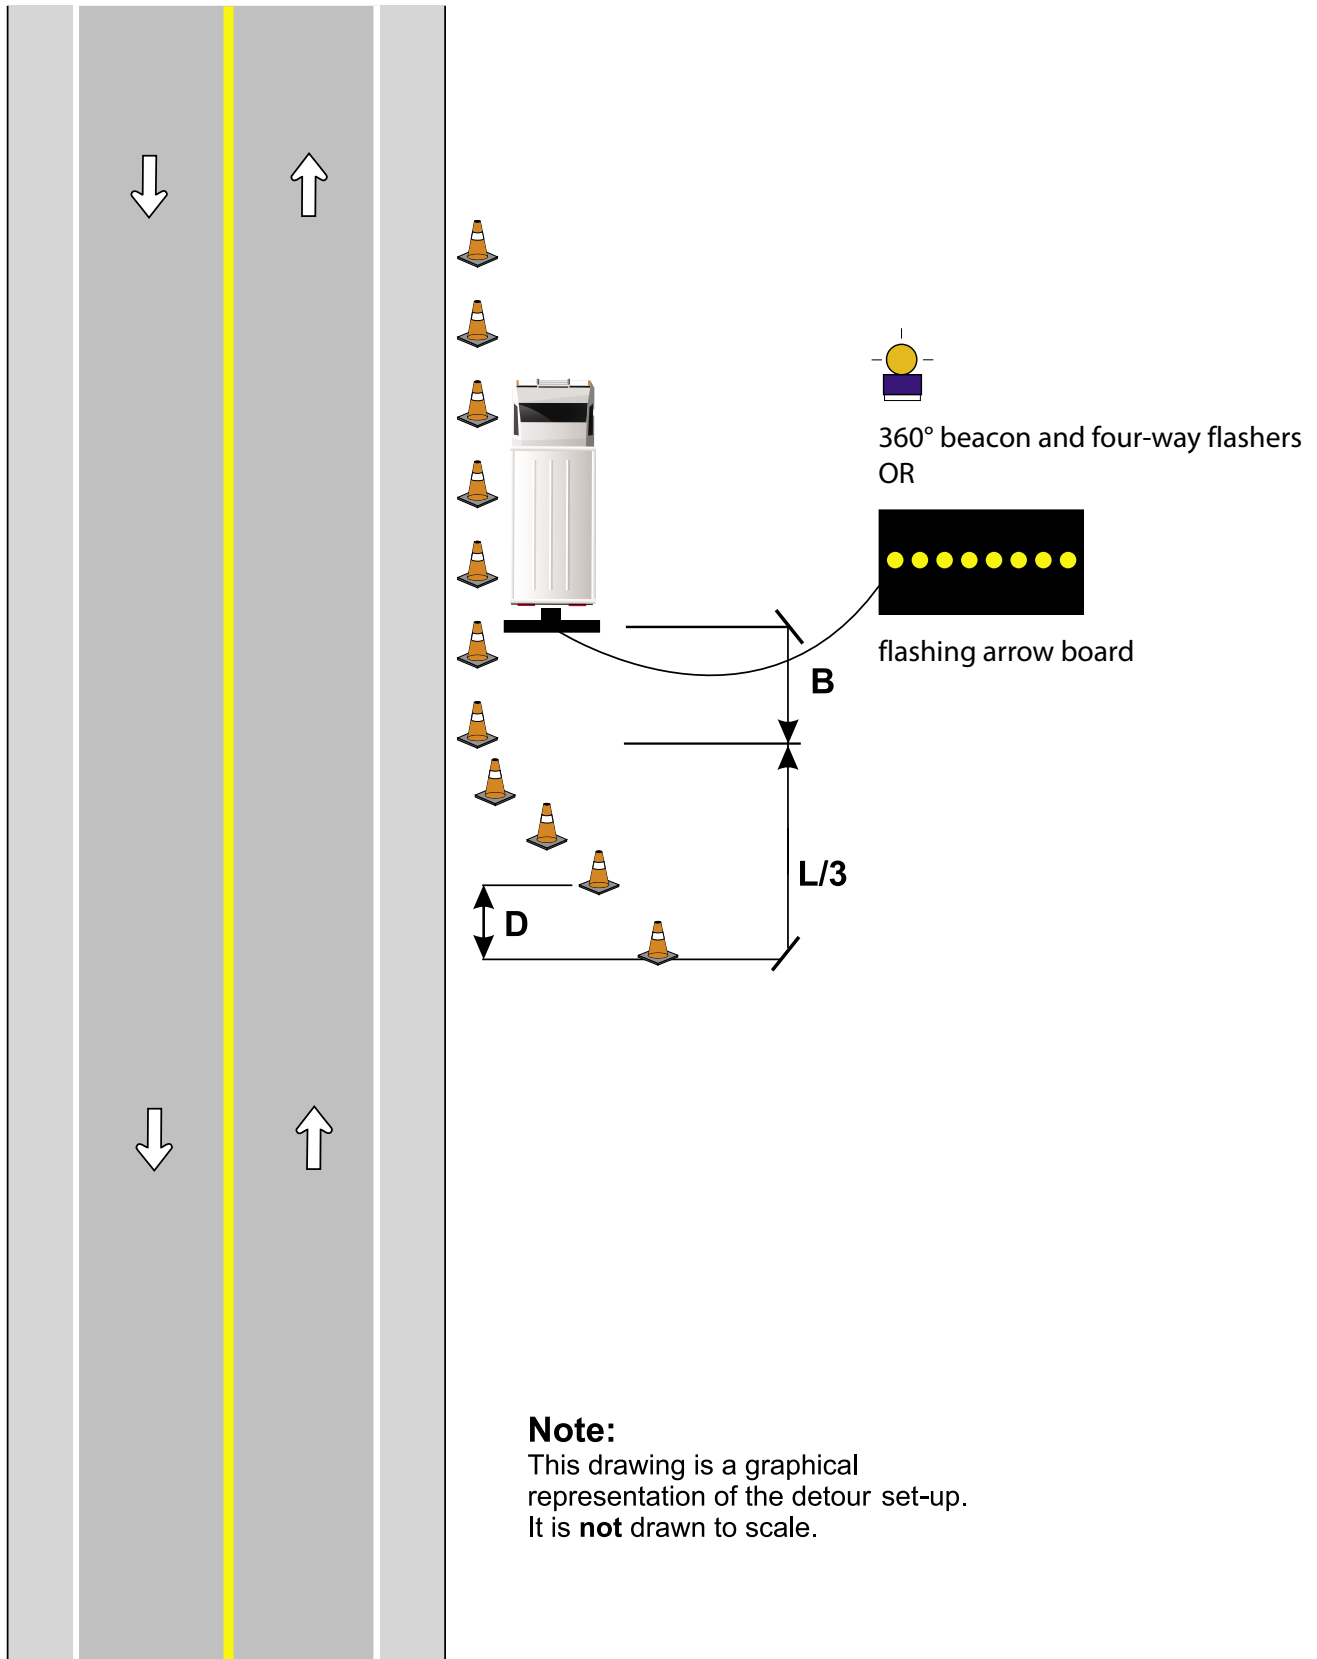 360° beacon and four-way flashers
OR
flashing arrow board
B
L/3
D
Note:
This drawing is a graphical
representation of the detour set-up.
It is not drawn to scale.